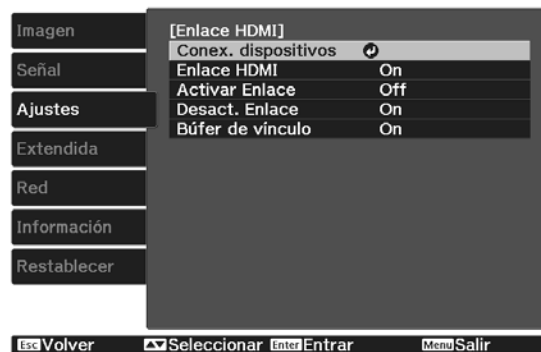 Imagen
Señal
Ajustes
Extendida
Red
Información
Restablecer
[Enlace HDMI]
Conex. dispositivos
Enlace HDMI On
Activar Enlace Off
Desact. Enlace On
Búfer de vínculo On
Esc Volver Seleccionar Enter Entrar Menu Salir